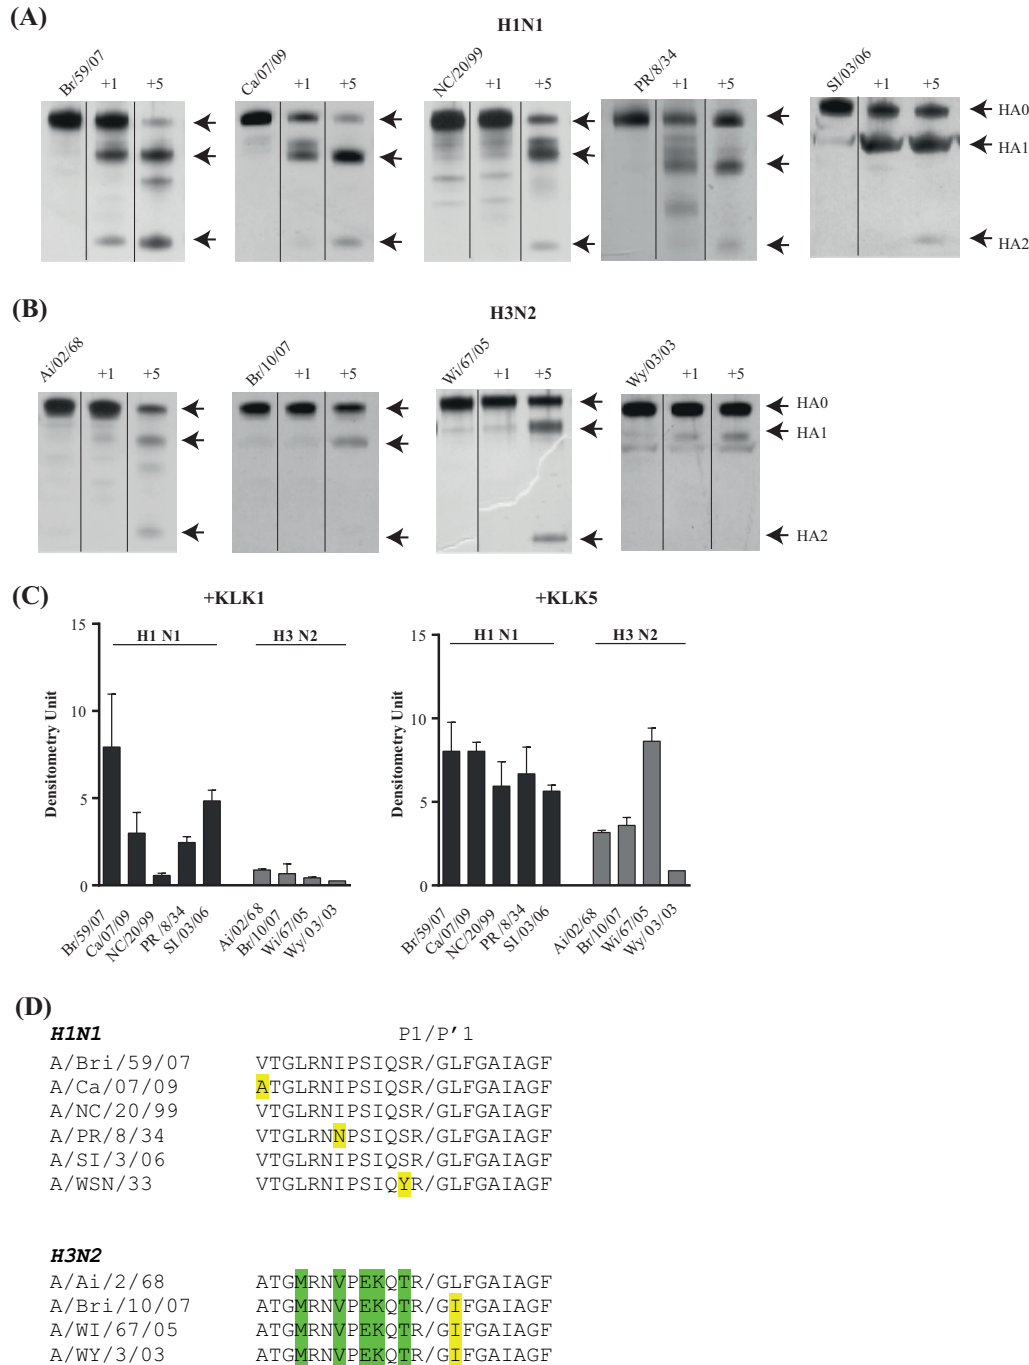 (A)
H1N1
Br/59/07 +1 +5
Ca/07/09 +1 +5
NC/20/99 +1 +5
PR/8/34 +1 +5
SI/03/06 +1 +5
HA0
HA1
HA2
(B)
H3N2
Ai/02/68 +1 +5
Br/10/07 +1 +5
Wi/67/05 +1 +5
Wy/03/03 +1 +5
HA0
HA1
HA2
(C)
+KLK1
H1 N1 H3 N2
Densitometry Unit
15
10
5
0
Br/59/07 Ca/07/09 NC/20/99 PR /8/34 S1/03/06 Ai/02/68 Br/10/07 Wi/67/05 Wy/03/03
+KLK5
H1 N1 H3 N2
Densitometry Unit
15
10
5
0
Br/59/07 Ca/07/09 NC/20/99 PR /8/34 S1/03/06 Ai/02/68 Br/10/07 Wi/67/05 Wy/03/03
(D)
H1N1 P1/P'1
A/Bri/59/07 VTGLRNIPSIQSR/GLFGAIAGF
A/Ca/07/09 ATGLRNIPSIQSR/GLFGAIAGF
A/NC/20/99 VTGLRNIPSIQSR/GLFGAIAGF
A/PR/8/34 VTGLRNNPSIQSR/GLFGAIAGF
A/SI/3/06 VTGLRNIPSIQSR/GLFGAIAGF
A/WSN/33 VTGLRNIPSIQYR/GLFGAIAGF
H3N2
A/Ai/2/68 ATGMRNVPEKQTR/GLFGAIAGF
A/Bri/10/07 ATGMRNVPEKQTR/GIFGAIAGF
A/WI/67/05 ATGMRNVPEKQTR/GIFGAIAGF
A/WY/3/03 ATGMRNVPEKQTR/GIFGAIAGF